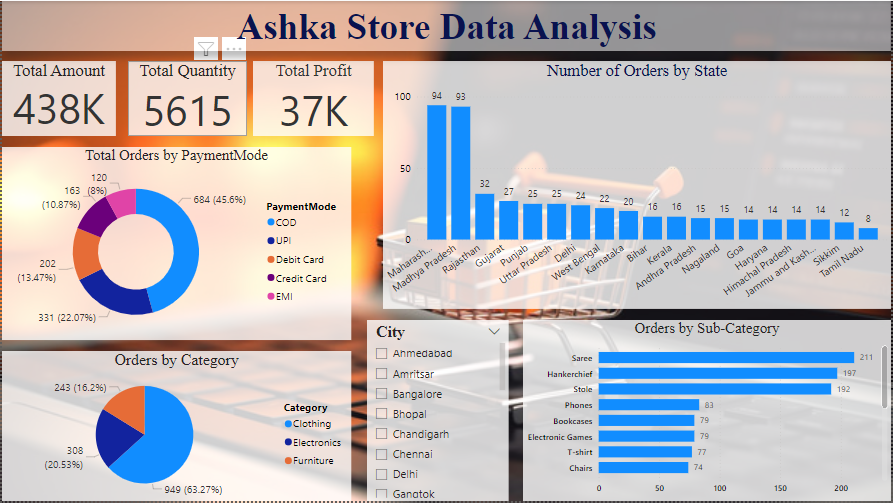 Ashka Store Data Analysis
Total Amount
438K
Total Quantity
5615
Total Profit
37K
Number of Orders by State
100
50
0
94
93
32
27
25
25
24
22
20
16
16
15
15
14
14
14
14
12
8
Maharash...
Madhya Pradesh
Rajasthan
Gujarat
Punjab
Uttar Pradesh
Delhi
West Bengal
Karnataka
Bihar
Kerala
Andhra Pradesh
Nagaland
Goa
Haryana
Himachal Pradesh
Jammu and Kash...
Sikkim
Tamil Nadu
Total Orders by PaymentMode
684 (45.6%)
331 (22.07%)
202
(13.47%)
163
(10.87%)
120
(8%)
PaymentMode
COD
UPI
Debit Card
Credit Card
EMI
Orders by Category
243 (16.2%)
308
(20.53%)
949 (63.27%)
Category
Clothing
Electronics
Furniture
City
Ahmedabad
Amritsar
Bangalore
Bhopal
Chandigarh
Chennai
Delhi
Gangtok
Orders by Sub-Category
Saree 211
Hankerchief 197
Stole 192
Phones 83
Bookcases 79
Electronic Games 79
T-shirt 77
Chairs 74
0 50 100 150 200